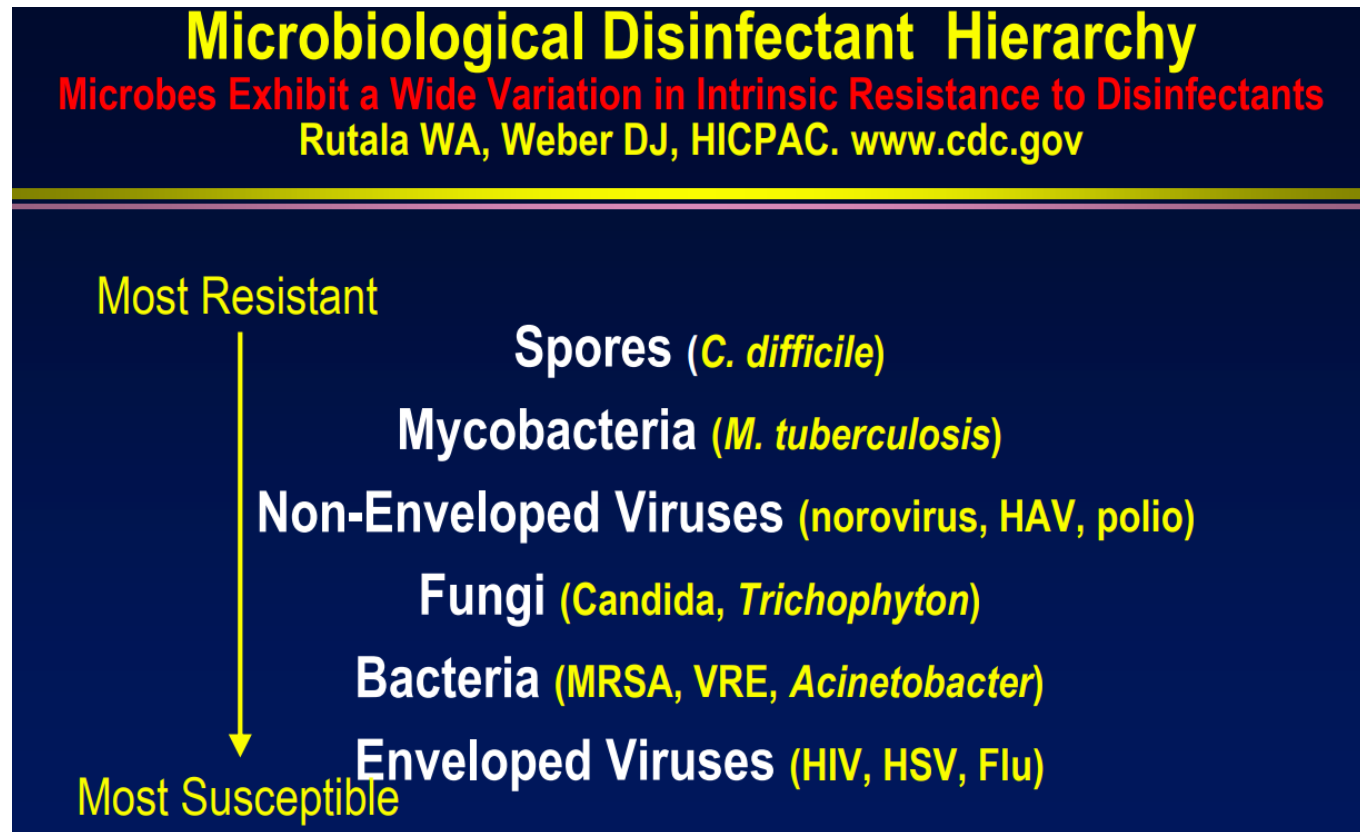 Microbiological Disinfectant Hierarchy
Microbes Exhibit a Wide Variation in Intrinsic Resistance to Disinfectants
Rutala WA, Weber DJ, HICPAC. www.cdc.gov
Most Resistant
Spores (C. difficile)
Mycobacteria (M. tuberculosis)
Non-Enveloped Viruses (norovirus, HAV, polio)
Fungi (Candida, Trichophyton)
Bacteria (MRSA, VRE, Acinetobacter)
Enveloped Viruses (HIV, HSV, Flu)
Most Susceptible